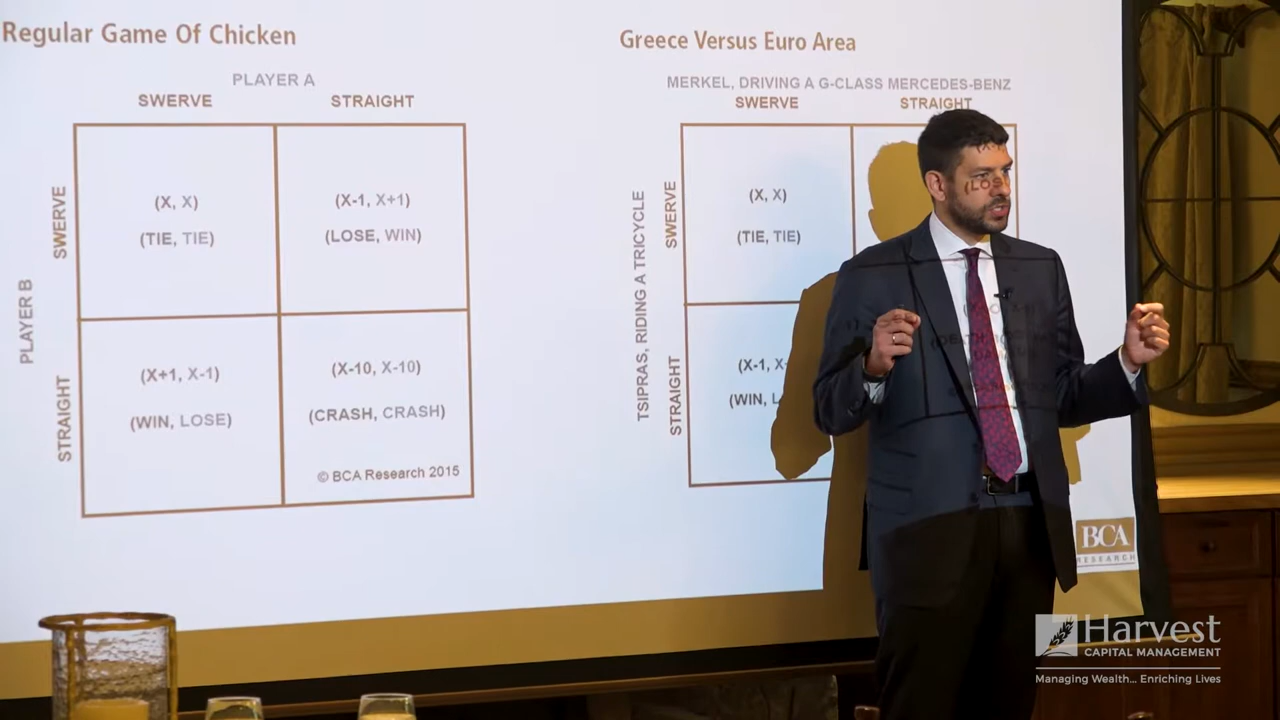 Regular Game Of Chicken
PLAYER A
SWERVE STRAIGHT
PLAYER B
SWERVE
(X, X)
(TIE, TIE)
(X-1, X+1)
(LOSE, WIN)
STRAIGHT
(X+1, X-1)
(WIN, LOSE)
(X-10, X-10)
(CRASH, CRASH)
© BCA Research 2015
Greece Versus Euro Area
MERKEL, DRIVING A G-CLASS MERCEDES-BENZ
SWERVE STRAIGHT
TSIPRAS, RIDING A TRICYCLE
SWERVE
(X, X)
(TIE, TIE)
STRAIGHT
(X-1, X-
(WIN, L
BCA
RESEARCH
Harvest
CAPITAL MANAGEMENT
Managing Wealth... Enriching Lives